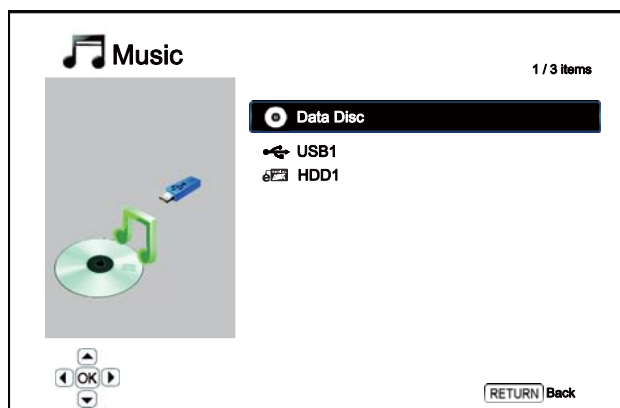 Music
1 / 3 items
Data Disc
USB1
HDD1
OK
RETURN Back